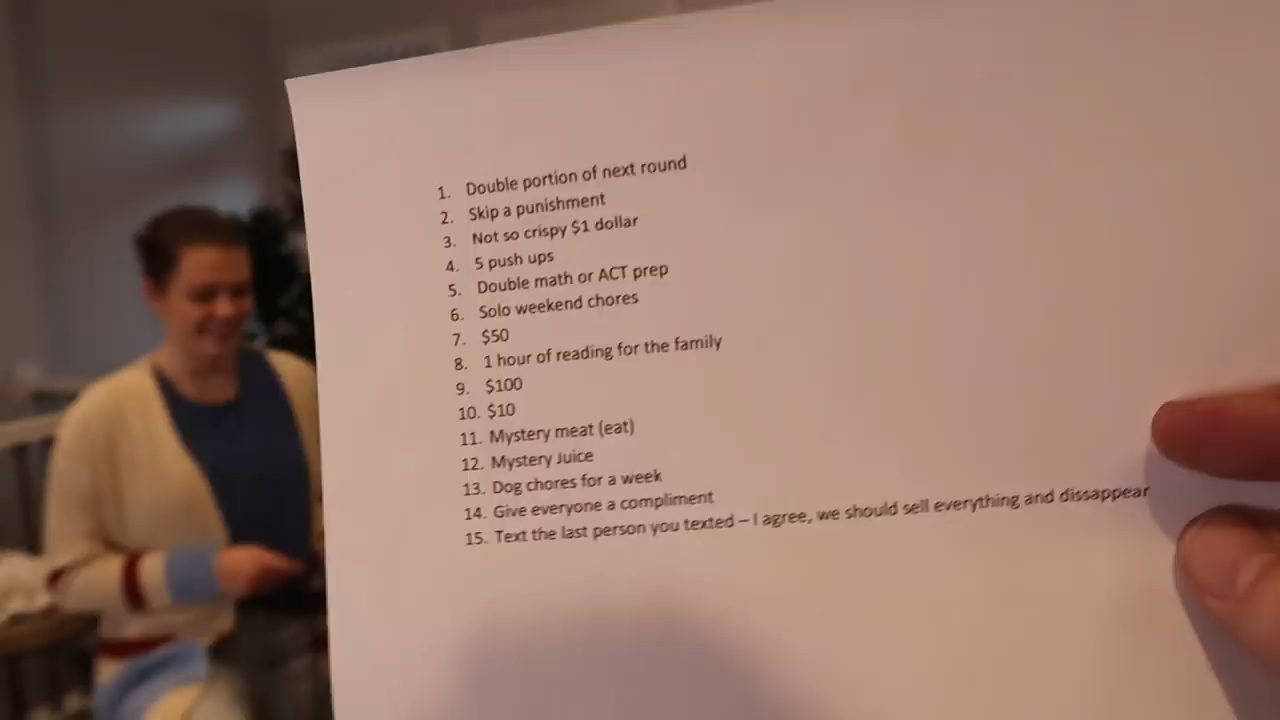 1. Double portion of next round
2. Skip a punishment
3. Not so crispy $1 dollar
4. 5 push ups
5. Double math or ACT prep
6. Solo weekend chores
7. $50
8. 1 hour of reading for the family
9. $100
10. $10
11. Mystery meat (eat)
12. Mystery Juice
13. Dog chores for a week
14. Give everyone a compliment
15. Text the last person you texted – I agree, we should sell everything and dissappear